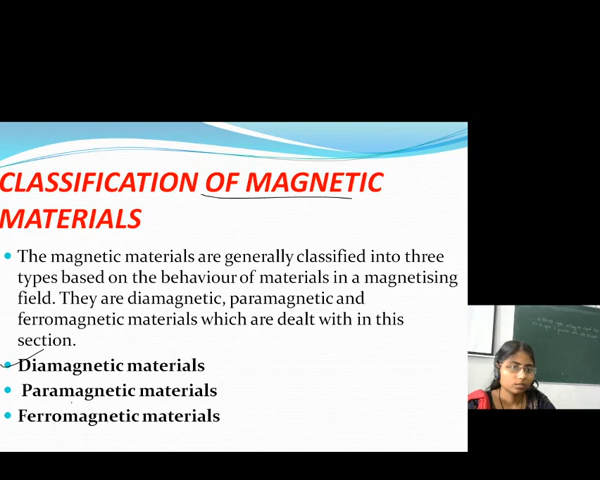 CLASSIFICATION OF MAGNETIC
MATERIALS
The magnetic materials are generally classified into three
types based on the behaviour of materials in a magnetising
field. They are diamagnetic, paramagnetic and
ferromagnetic materials which are dealt with in this
section.
Diamagnetic materials
Paramagnetic materials
Ferromagnetic materials